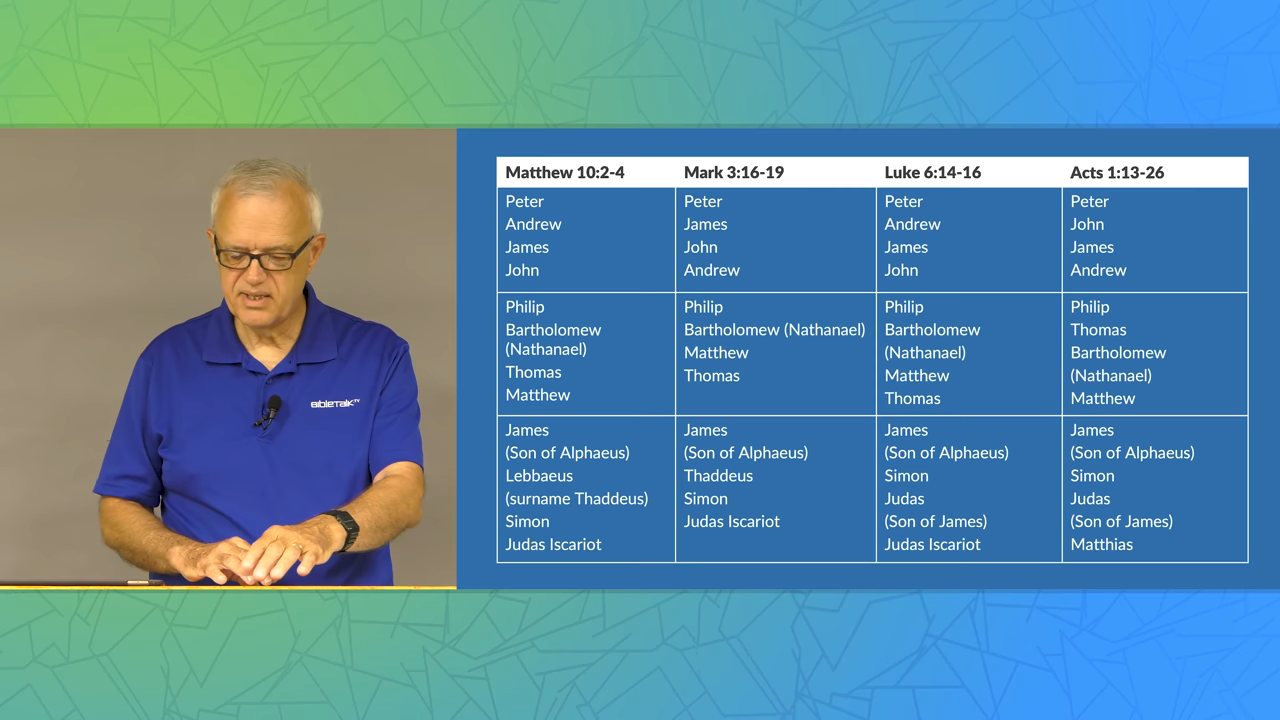 BibleTalk TV
Matthew 10:2-4
Peter
Andrew
James
John
Philip
Bartholomew
(Nathanael)
Thomas
Matthew
James
(Son of Alphaeus)
Lebbaeus
(surname Thaddeus)
Simon
Judas Iscariot
Mark 3:16-19
Peter
James
John
Andrew
Philip
Bartholomew (Nathanael)
Matthew
Thomas
James
(Son of Alphaeus)
Thaddeus
Simon
Judas Iscariot
Luke 6:14-16
Peter
Andrew
James
John
Philip
Bartholomew
(Nathanael)
Matthew
Thomas
James
(Son of Alphaeus)
Simon
Judas
(Son of James)
Judas Iscariot
Acts 1:13-26
Peter
John
James
Andrew
Philip
Thomas
Bartholomew
(Nathanael)
Matthew
James
(Son of Alphaeus)
Simon
Judas
(Son of James)
Matthias